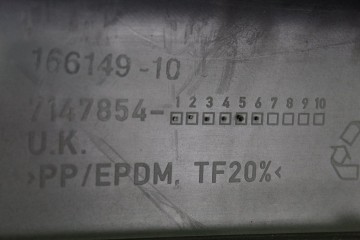 166149-10
7147854- 1 2 3 4 5 6 7 8 9 10
U.K.
›PP/EPDM, TF20%‹